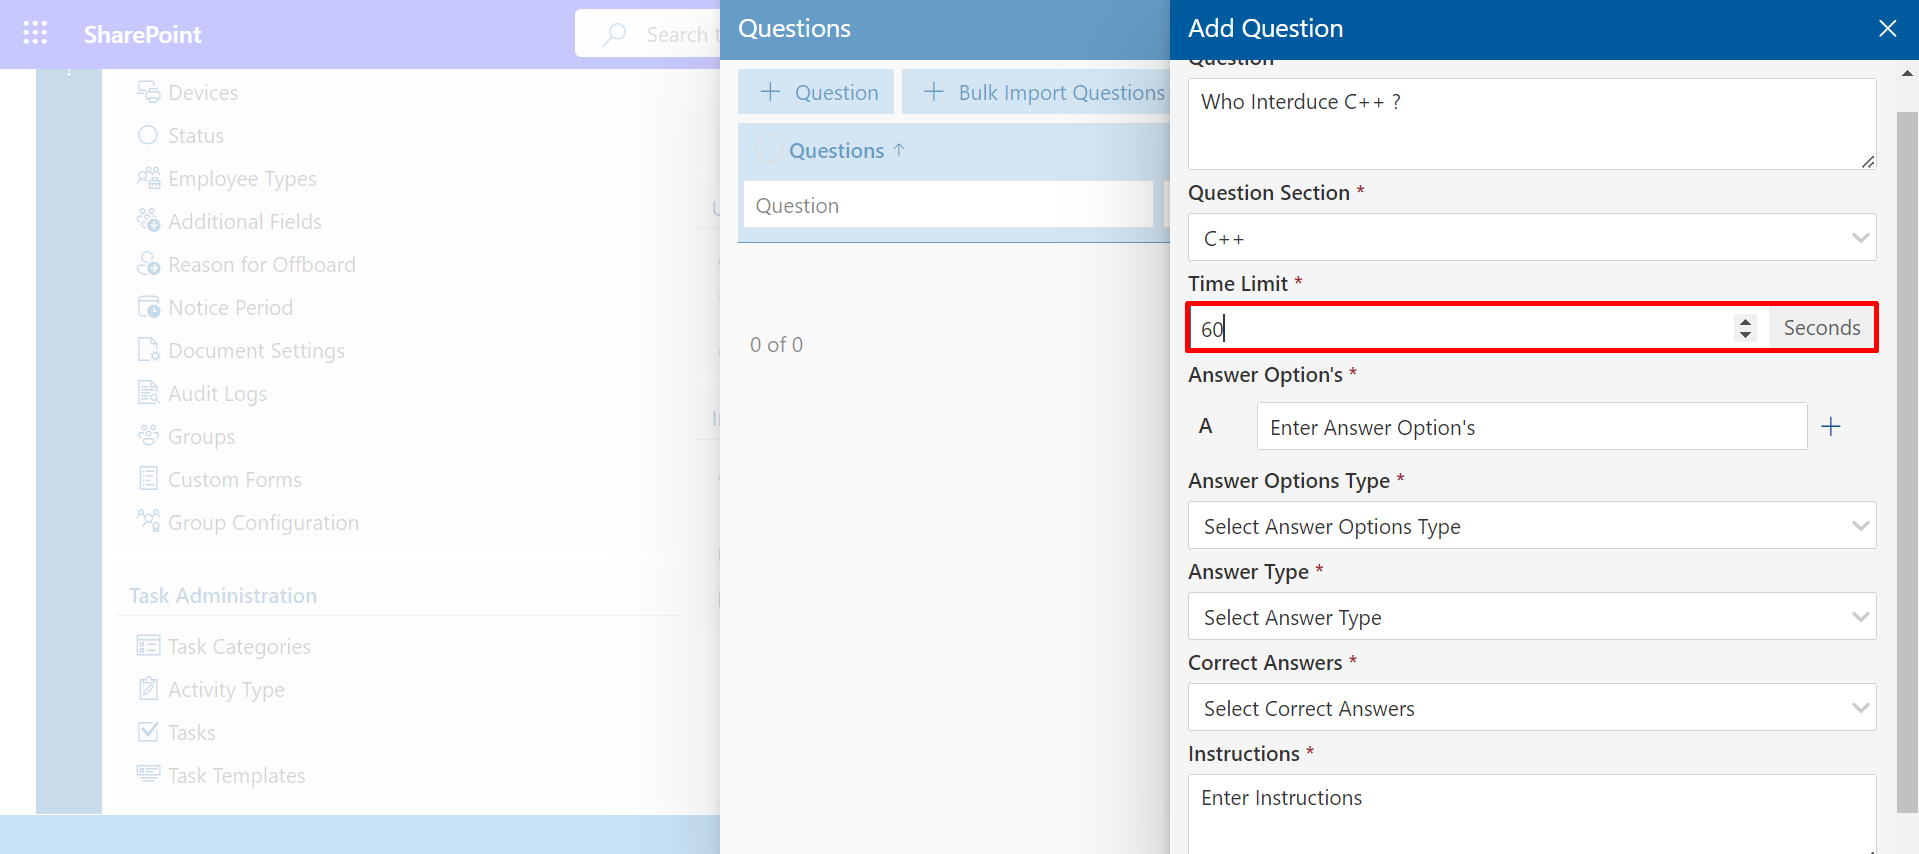 SharePoint
Search t
Devices
Status
Employee Types
Additional Fields
Reason for Offboard
Notice Period
Document Settings
Audit Logs
Groups
Custom Forms
Group Configuration
Task Administration
Task Categories
Activity Type
Tasks
Task Templates
Questions
Question
Bulk Import Questions
Questions
Question
0 of 0
Add Question
Question
Who Interduce C++ ?
Question Section *
C++
Time Limit *
60
Seconds
Answer Option's *
A
Enter Answer Option's
Answer Options Type *
Select Answer Options Type
Answer Type *
Select Answer Type
Correct Answers *
Select Correct Answers
Instructions *
Enter Instructions